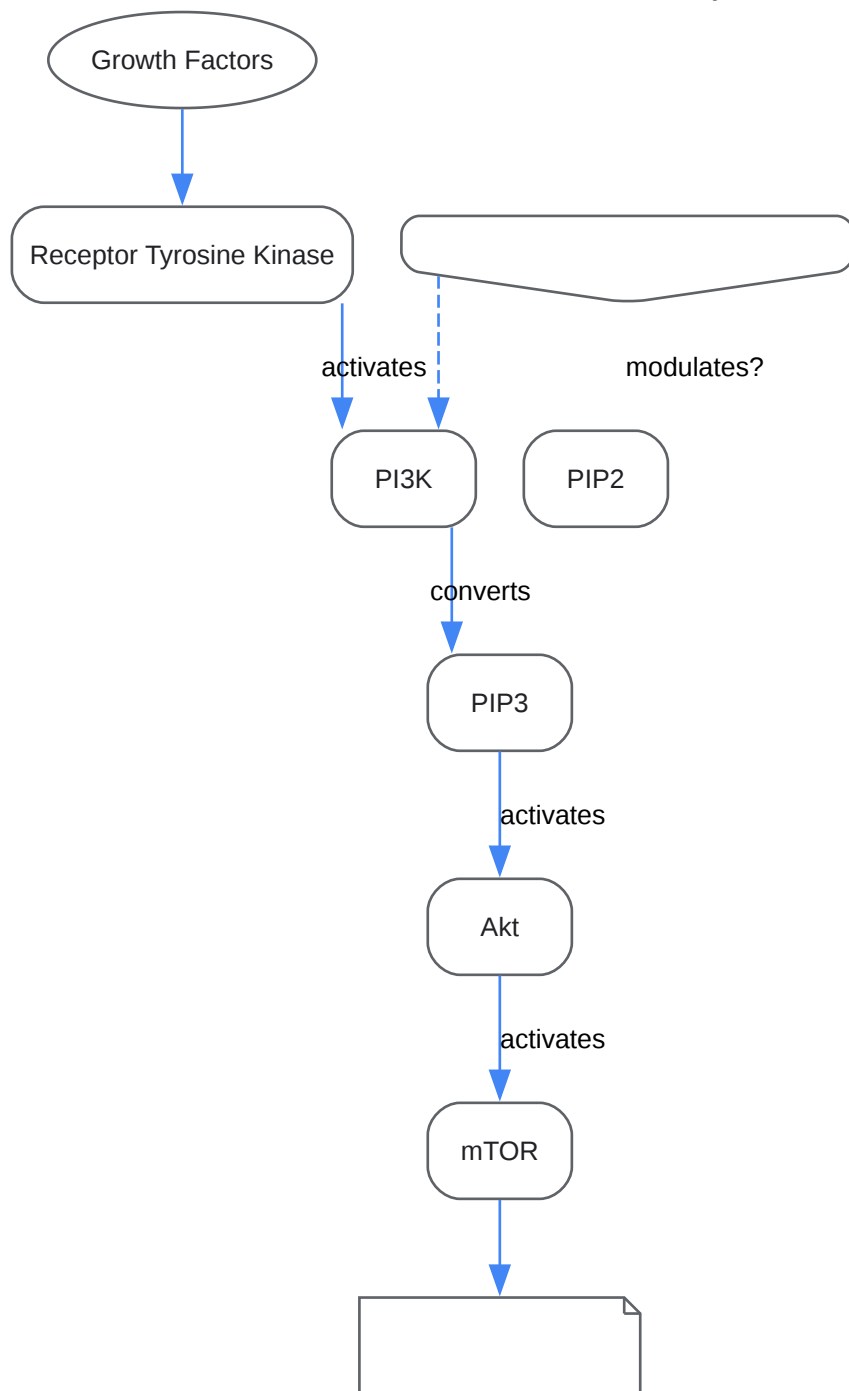 Growth Factors
Receptor Tyrosine Kinase
activates
modulates?
PI3K
PIP2
converts
PIP3
activates
Akt
activates
mTOR